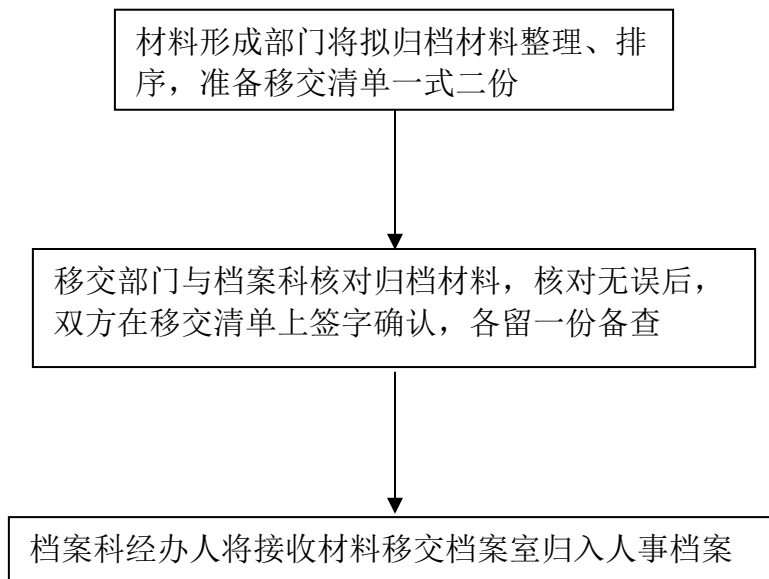 材料形成部门将拟归档材料整理、排
序，准备移交清单一式二份
移交部门与档案科核对归档材料，核对无误后，
双方在移交清单上签字确认，各留一份备查
档案科经办人将接收材料移交档案室归入人事档案